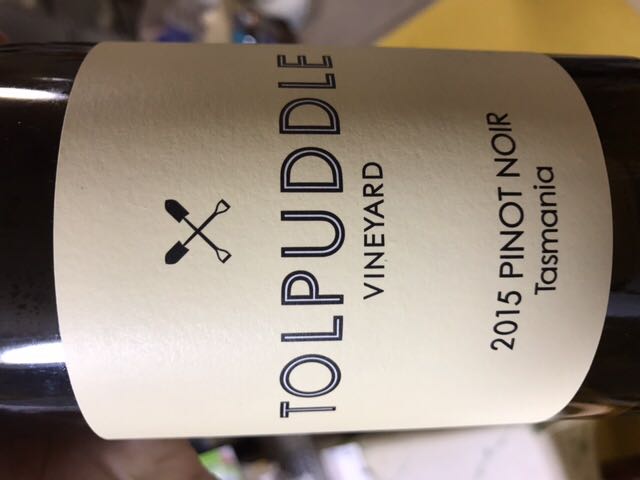 TOLPUDDLE
VINEYARD
2015 PINOT NOIR
Tasmania